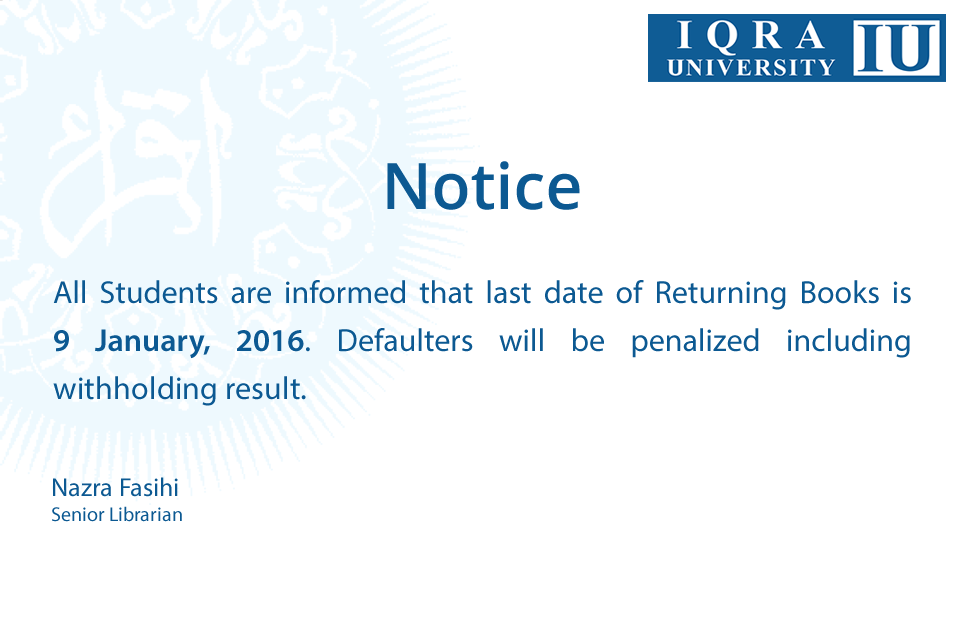 IQRA
UNIVERSITY
IU
Notice
All Students are informed that last date of Returning Books is
9 January, 2016. Defaulters will be penalized including
withholding result.
Nazra Fasihi
Senior Librarian